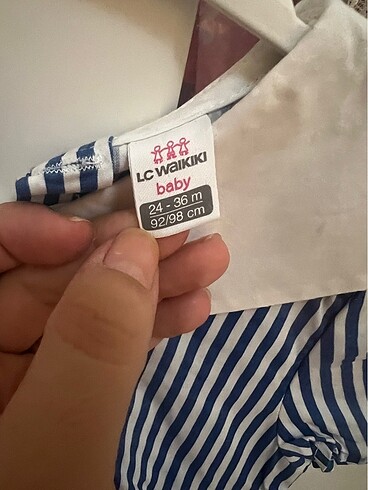 LC WAIKIKI
baby
24 - 36 m
92/98 cm